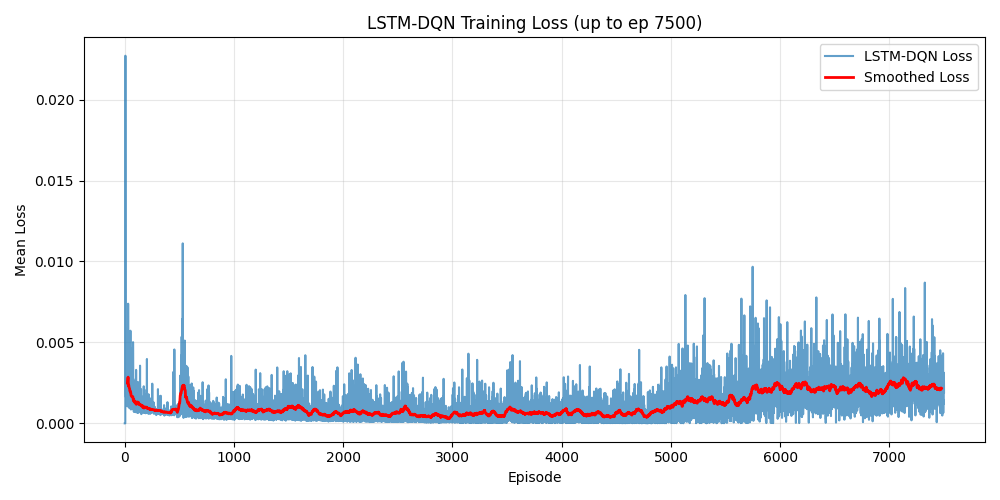 LSTM-DQN Training Loss (up to ep 7500)
LSTM-DQN Loss
Smoothed Loss
Mean Loss
0.020
0.015
0.010
0.005
0.000
0 1000 2000 3000 4000 5000 6000 7000
Episode